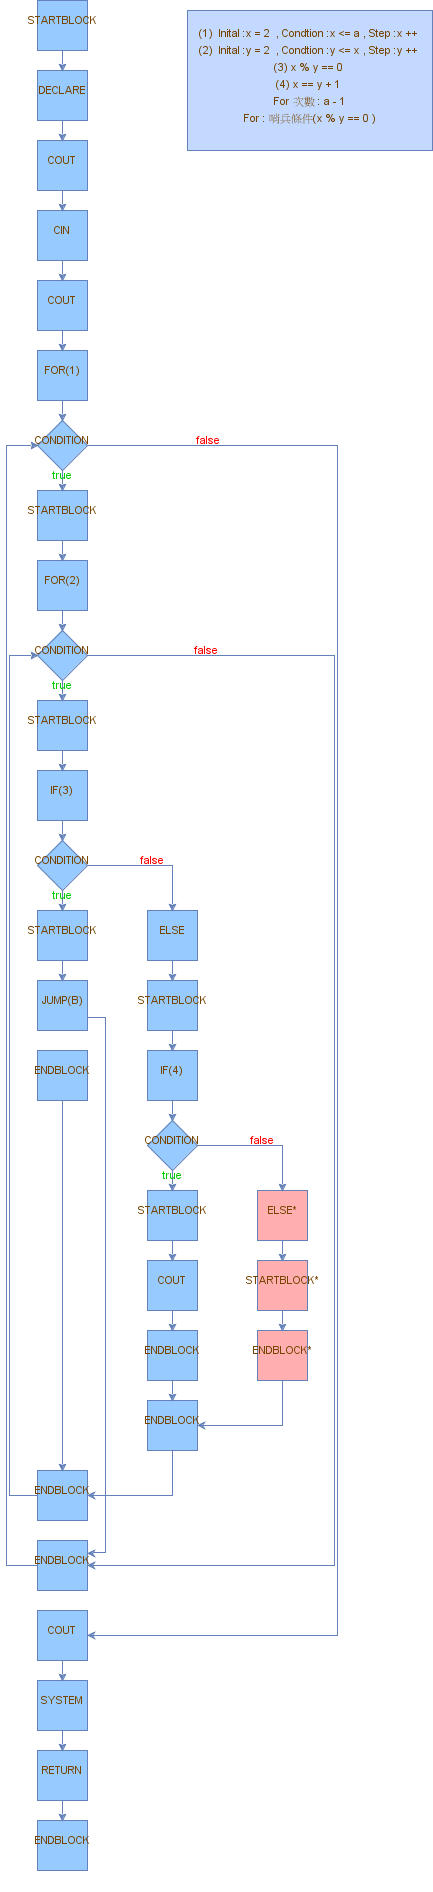 STARTBLOCK
(1) Inital :x = 2 , Condtion :x <= a , Step :x ++
(2) Inital :y = 2 , Condtion :y <= x , Step :y ++
(3) x % y == 0
(4) x == y + 1
For 次數 : a - 1
For : 哨兵條件(x % y == 0 )
DECLARE
COUT
CIN
COUT
FOR(1)
CONDITION
false
true
STARTBLOCK
FOR(2)
CONDITION
false
true
STARTBLOCK
IF(3)
CONDITION
false
true
STARTBLOCK
ELSE
JUMP(B)
STARTBLOCK
ENDBLOCK
IF(4)
CONDITION
false
true
STARTBLOCK
ELSE*
COUT
STARTBLOCK*
ENDBLOCK
ENDBLOCK*
ENDBLOCK
ENDBLOCK
ENDBLOCK
COUT
SYSTEM
RETURN
ENDBLOCK